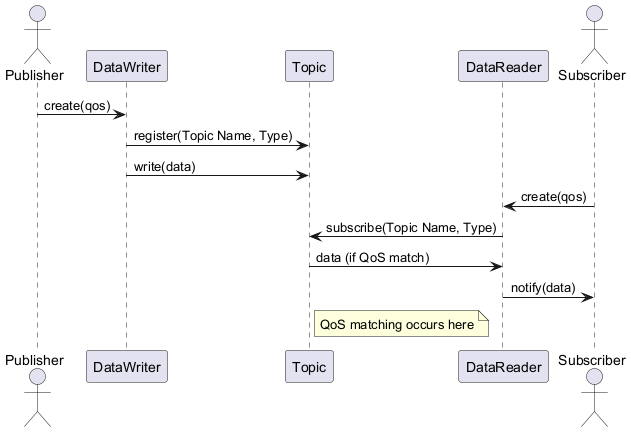 Publisher
DataWriter
Topic
DataReader
Subscriber
create(qos)
register(Topic Name, Type)
write(data)
create(qos)
subscribe(Topic Name, Type)
data (if QoS match)
notify(data)
QoS matching occurs here
Publisher
DataWriter
Topic
DataReader
Subscriber